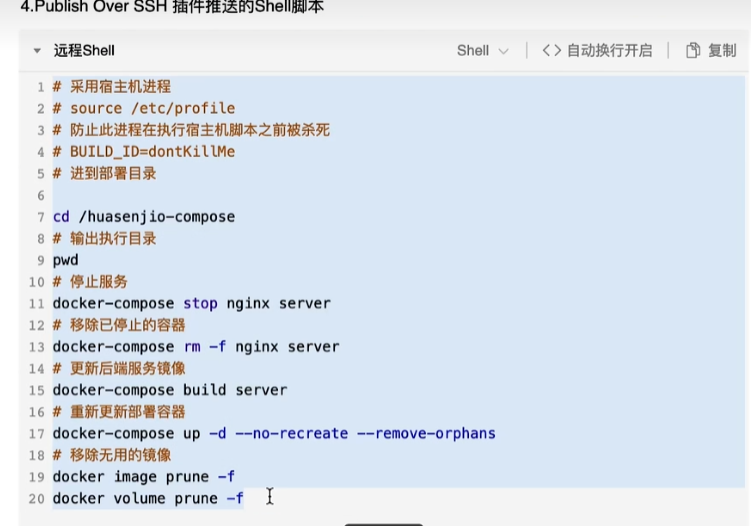 4.Publish Over SSH 插件推送的Shell脚本
远程Shell Shell 自动换行开启 复制
1 # 采用宿主机进程
2 # source /etc/profile
3 # 防止此进程在执行宿主机脚本之前被杀死
4 # BUILD_ID=dontKillMe
5 # 进到部署目录
6
7 cd /huasenjio-compose
8 # 输出执行目录
9 pwd
10 # 停止服务
11 docker-compose stop nginx server
12 # 移除已停止的容器
13 docker-compose rm -f nginx server
14 # 更新后端服务镜像
15 docker-compose build server
16 # 重新更新部署容器
17 docker-compose up -d --no-recreate --remove-orphans
18 # 移除无用的镜像
19 docker image prune -f
20 docker volume prune -f